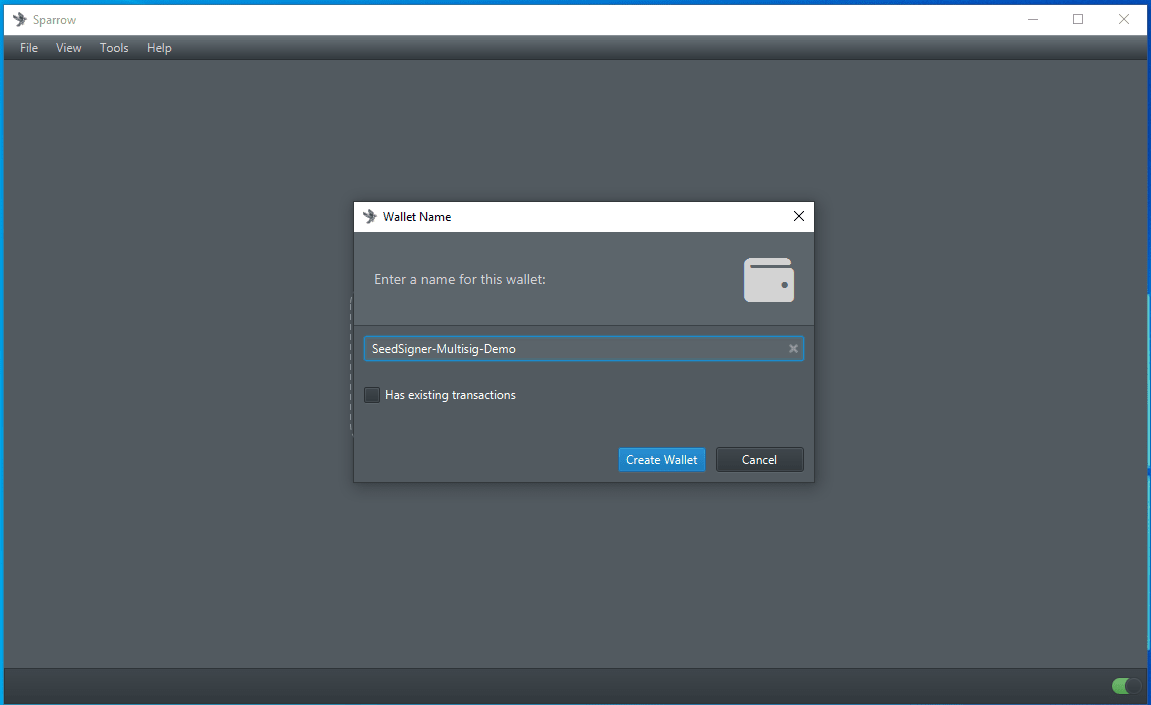 Sparrow
File View Tools Help
Wallet Name
Enter a name for this wallet:
SeedSigner-Multisig-Demo
Has existing transactions
Create Wallet Cancel